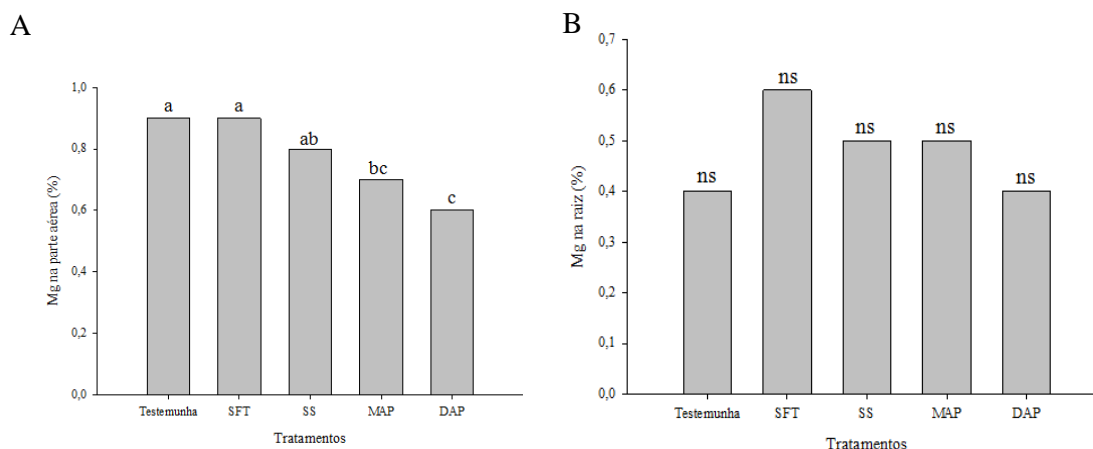 A
Mg na parte aérea (%)
1,0
0,8
0,6
0,4
0,2
0,0
a
a
ab
bc
c
Testemunha SFT SS MAP DAP
Tratamentos
B
Mg na raiz (%)
0,7
0,6
0,5
0,4
0,3
0,2
0,1
0,0
ns
ns
ns
ns
ns
Testemunha SFT SS MAP DAP
Tratamentos